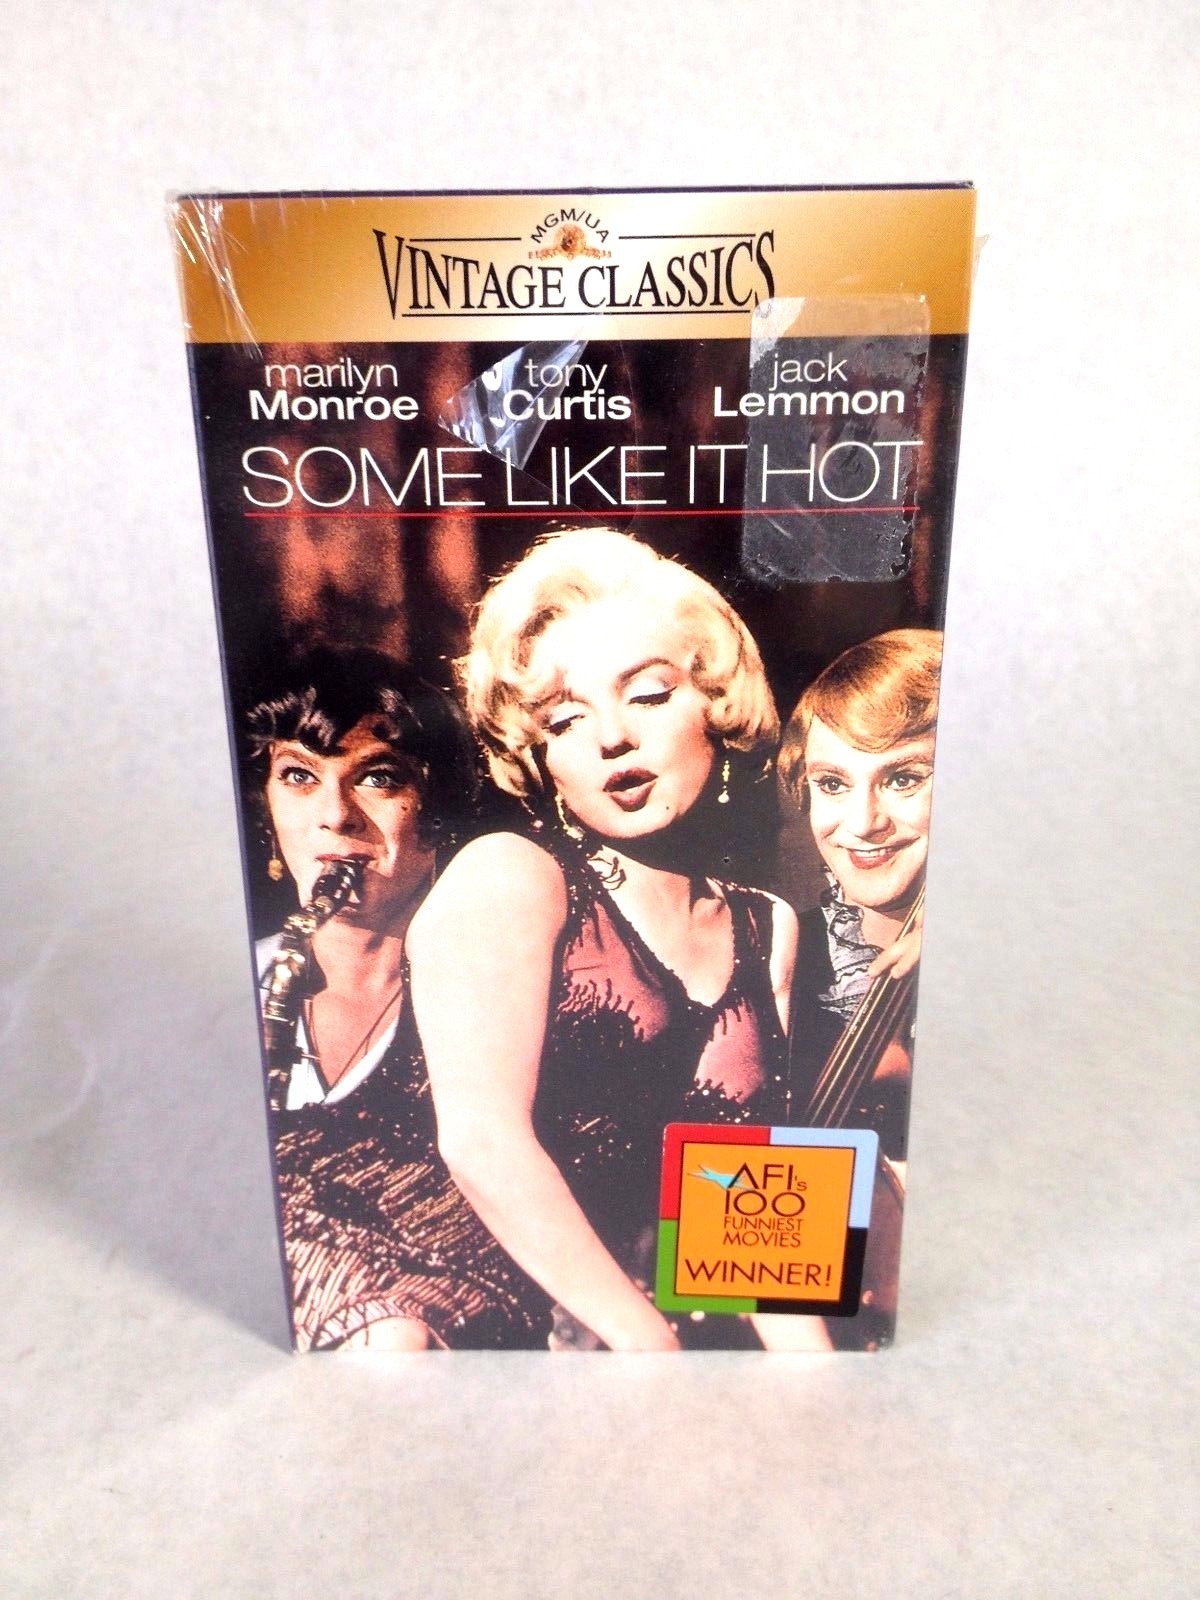 MGM/UA
VINTAGE CLASSICS
marilyn
Monroe
tony
Curtis
jack
Lemmon
SOME LIKE IT HOT
AFI's
100
FUNNIEST
MOVIES
WINNER!